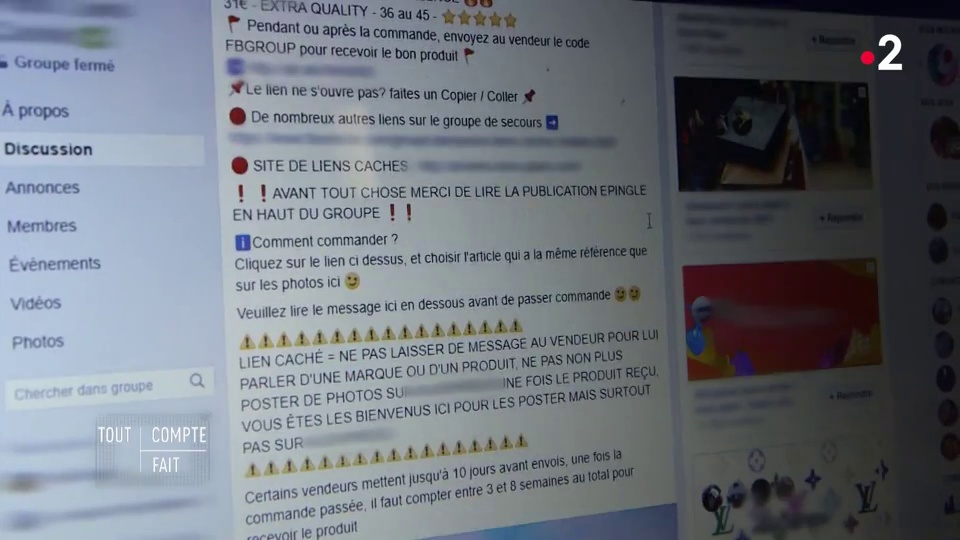 31€ - EXTRA QUALITY - 36 au 45 - ⭐⭐⭐⭐⭐
🚩 Pendant ou après la commande, envoyez au vendeur le code
FBGROUP pour recevoir le bon produit 🚩
📌Le lien ne s'ouvre pas? faites un Copier / Coller 📌
🔴 De nombreux autres liens sur le groupe de secours ➡
🔴 SITE DE LIENS CACHES
❗❗AVANT TOUT CHOSE MERCI DE LIRE LA PUBLICATION EPINGLE
EN HAUT DU GROUPE ❗❗
ℹComment commander ?
Cliquez sur le lien ci dessus, et choisir l'article qui a la même référence que
sur les photos ici 😉
Veuillez lire le message ici en dessous avant de passer commande 😉😉
⚠⚠⚠⚠⚠⚠⚠⚠⚠⚠⚠⚠⚠⚠⚠⚠⚠
LIEN CACHÉ = NE PAS LAISSER DE MESSAGE AU VENDEUR POUR LUI
PARLER D'UNE MARQUE OU D'UN PRODUIT, NE PAS NON PLUS
POSTER DE PHOTOS SU INE FOIS LE PRODUIT REÇU,
VOUS ÊTES LES BIENVENUS ICI POUR LES POSTER MAIS SURTOUT
PAS SUR
⚠⚠⚠⚠⚠⚠⚠⚠⚠⚠⚠⚠⚠⚠⚠⚠⚠
Certains vendeurs mettent jusqu'à 10 jours avant envois, une fois la
commande passée, il faut compter entre 3 et 8 semaines au total pour
recevoir le produit
Groupe fermé
À propos
Discussion
Annonces
Membres
Évènements
Vidéos
Photos
Chercher dans groupe
+ Rejoindre
+ Rejoindre
+ Rejoindre
LV
LV
2
TOUT COMPTE
FAIT